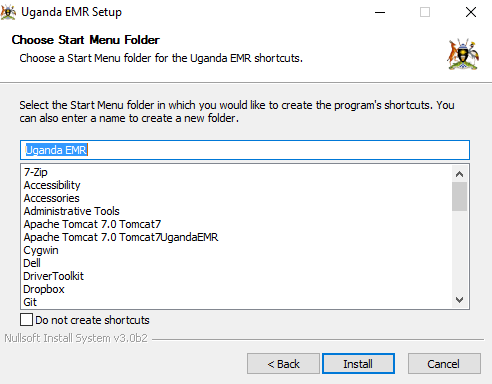 Uganda EMR Setup
Choose Start Menu Folder
Choose a Start Menu folder for the Uganda EMR shortcuts.
Select the Start Menu folder in which you would like to create the program's shortcuts. You
can also enter a name to create a new folder.
Uganda EMR
7-Zip
Accessibility
Accessories
Administrative Tools
Apache Tomcat 7.0 Tomcat7
Apache Tomcat 7.0 Tomcat7UgandaEMR
Cygwin
Dell
DriverToolkit
Dropbox
Git
Do not create shortcuts
Nullsoft Install System v3.0b2
< Back
Install
Cancel